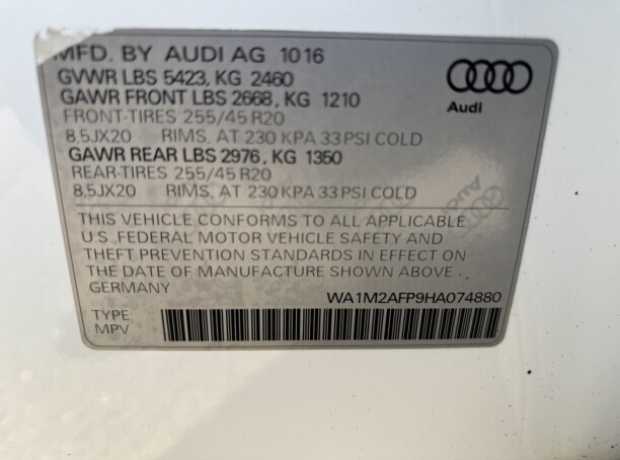 MFD. BY AUDI AG 10 16
GVWR LBS 5423, KG 2460
GAWR FRONT LBS 2668, KG 1210
FRONT-TIRES 255/45 R20
8,5JX20 RIMS, AT 230 KPA 33 PSI COLD
GAWR REAR LBS 2976, KG 1350
REAR-TIRES 255/45 R20
8,5JX20 RIMS, AT 230 KPA 33 PSI COLD
Audi
Audi
THIS VEHICLE CONFORMS TO ALL APPLICABLE
U.S. FEDERAL MOTOR VEHICLE SAFETY AND
THEFT PREVENTION STANDARDS IN EFFECT ON
THE DATE OF MANUFACTURE SHOWN ABOVE.
GERMANY
WA1M2AFP9HA074880
TYPE
MPV